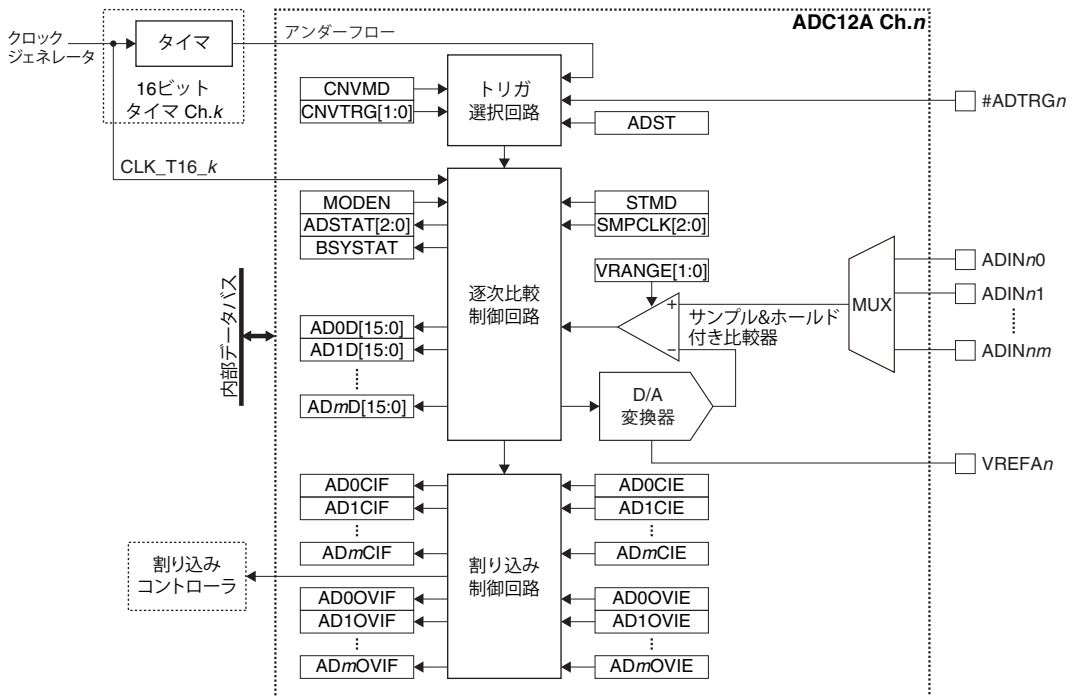 ADC12A Ch.n
クロック
ジェネレータ
タイマ
16ビット
タイマ Ch.k
アンダーフロー
CNVMD
CNVTRG[1:0]
トリガ
選択回路
ADST
#ADTRGn
CLK_T16_k
MODEN
ADSTAT[2:0]
BSYSTAT
STMD
SMPCLK[2:0]
VRANGE[1:0]
逐次比較
制御回路
+
−
サンプル&ホールド
付き比較器
MUX
ADINn0
ADINn1
ADINnm
内部データバス
AD0D[15:0]
AD1D[15:0]
ADmD[15:0]
D/A
変換器
VREFAn
AD0CIF
AD1CIF
ADmCIF
AD0CIE
AD1CIE
ADmCIE
割り込み
コントローラ
割り込み
制御回路
AD0OVIF
AD1OVIF
ADmOVIF
AD0OVIE
AD1OVIE
ADmOVIE